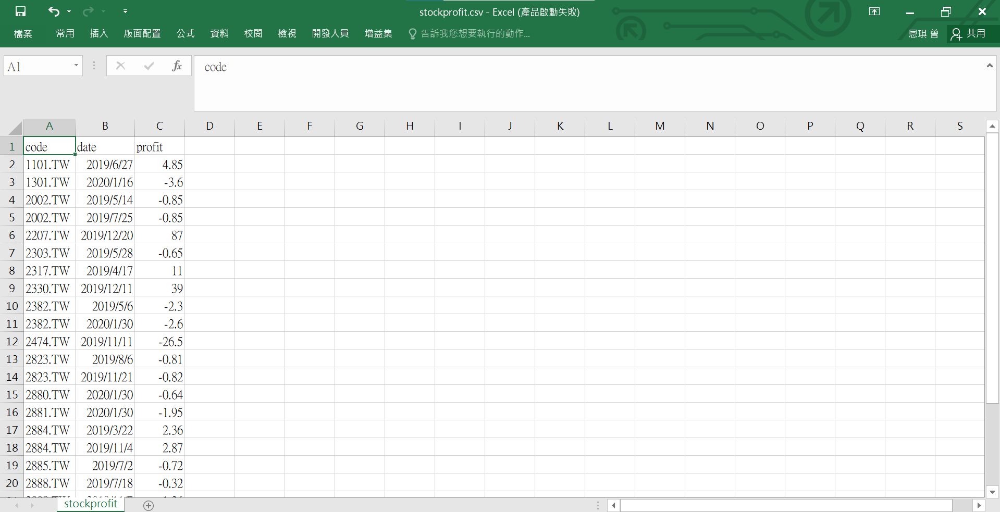 stockprofit.csv - Excel (產品啟動失敗)
檔案 常用 插入 版面配置 公式 資料 校閱 檢視 開發人員 增益集 告訴我您想要執行的動作... 恩琪 曾 共用
A1 fx code
A B C D E F G H I J K L M N O P Q R S
1 code date profit
2 1101.TW 2019/6/27 4.85
3 1301.TW 2020/1/16 -3.6
4 2002.TW 2019/5/14 -0.85
5 2002.TW 2019/7/25 -0.85
6 2207.TW 2019/12/20 87
7 2303.TW 2019/5/28 -0.65
8 2317.TW 2019/4/17 11
9 2330.TW 2019/12/11 39
10 2382.TW 2019/5/6 -2.3
11 2382.TW 2020/1/30 -2.6
12 2474.TW 2019/11/11 -26.5
13 2823.TW 2019/8/6 -0.81
14 2823.TW 2019/11/21 -0.82
15 2880.TW 2020/1/30 -0.64
16 2881.TW 2020/1/30 -1.95
17 2884.TW 2019/3/22 2.36
18 2884.TW 2019/11/4 2.87
19 2885.TW 2019/7/2 -0.72
20 2888.TW 2019/7/18 -0.32
stockprofit